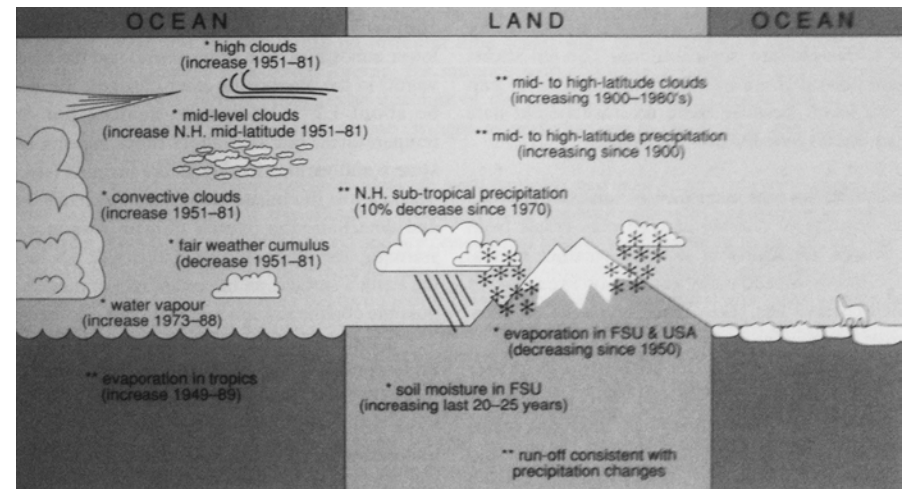 OCEAN
LAND
OCEAN
* high clouds
(increase 1951–81)
* mid-level clouds
(increase N.H. mid-latitude 1951–81)
* convective clouds
(increase 1951–81)
* fair weather cumulus
(decrease 1951–81)
* water vapour
(increase 1973–88)
** evaporation in tropics
(increase 1949–89)
** mid- to high-latitude clouds
(increasing 1900–1980's)
** mid- to high-latitude precipitation
(increasing since 1900)
** N.H. sub-tropical precipitation
(10% decrease since 1970)
* evaporation in FSU & USA
(decreasing since 1950)
* soil moisture in FSU
(increasing last 20–25 years)
** run-off consistent with
precipitation changes